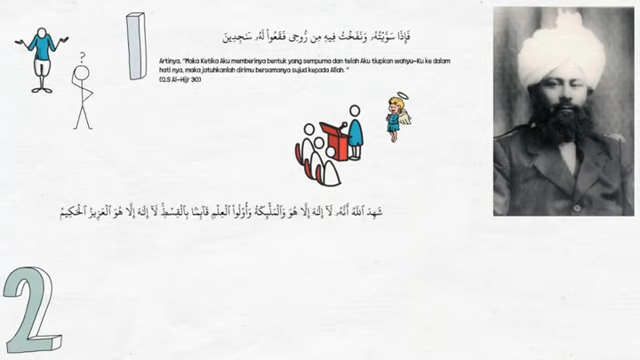 ?
1
فَإِذَا سَوَّيْتُهُۥ وَنَفَخْتُ فِيهِ مِن رُّوحِى فَقَعُوا۟ لَهُۥ سَٰجِدِينَ
Artinya, "Maka Ketika Aku memberinya bentuk yang sempurna dan telah Aku tiupkan wahyu-Ku ke dalam
hati nya, maka jatuhkanlah dirimu bersamanya sujud kepada Allah. "
(Q.S Al-Hijr 30)
شَهِدَ ٱللَّهُ أَنَّهُۥ لَآ إِلَٰهَ إِلَّا هُوَ وَٱلْمَلَٰٓئِكَةُ وَأُو۟لُوا۟ ٱلْعِلْمِ قَآئِمًۢا بِٱلْقِسْطِ ۚ لَآ إِلَٰهَ إِلَّا هُوَ ٱلْعَزِيزُ ٱلْحَكِيمُ
2